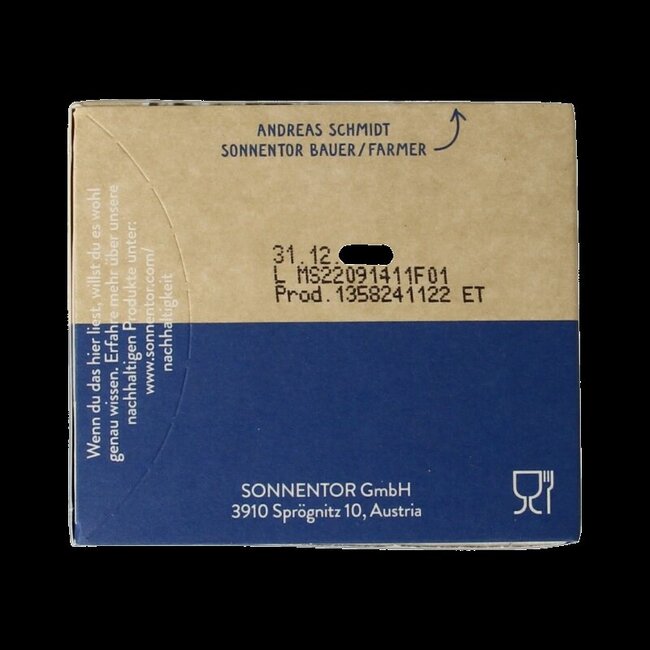 ANDREAS SCHMIDT
SONNENTOR BAUER/FARMER
31.12.
L MS22091411F01
Prod.1358241122 ET
Wenn du das hier liest, willst du es wohl
genau wissen. Erfahre mehr über unsere
nachhaltigen Produkte unter:
www.sonnentor.com/
nachhaltigkeit
SONNENTOR GmbH
3910 Sprögnitz 10, Austria